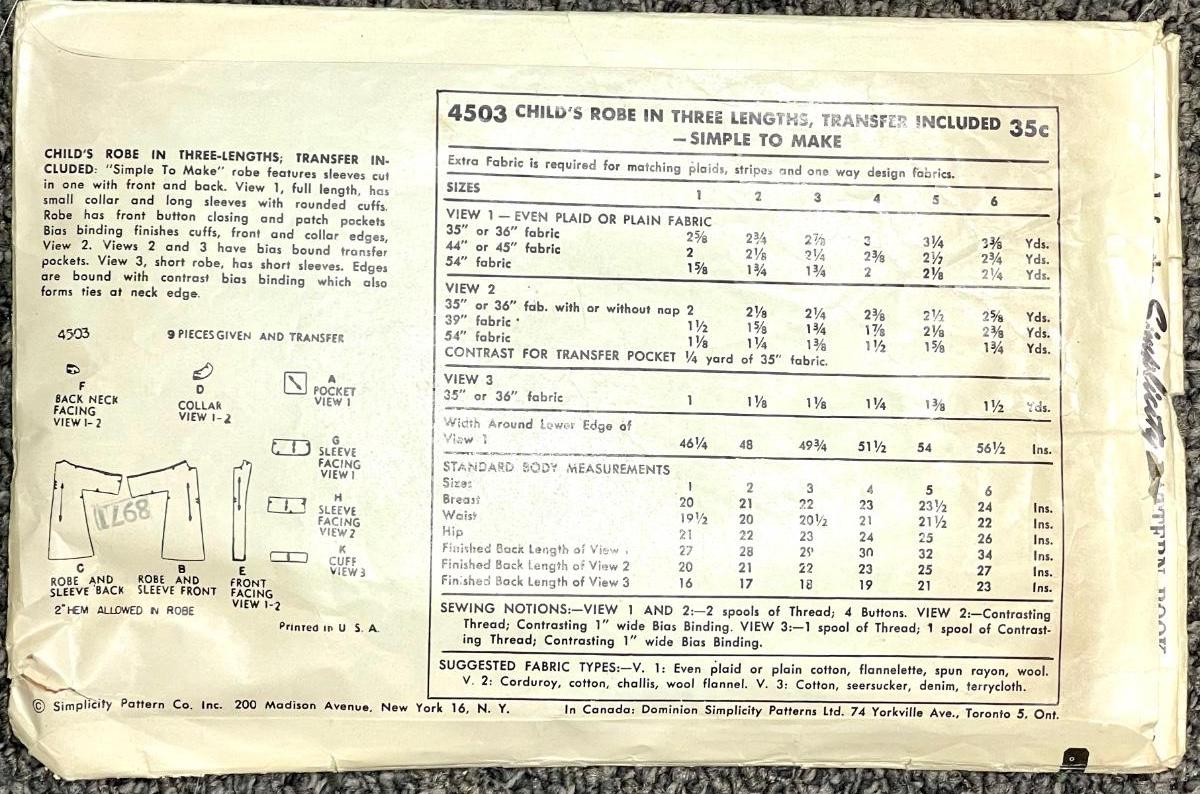 CHILD'S ROBE IN THREE-LENGTHS; TRANSFER IN-
CLUDED: "Simple To Make" robe features sleeves cut
in one with front and back. View 1, full length, has
small collar and long sleeves with rounded cuffs.
Robe has front button closing and patch pockets
Bias binding finishes cuffs, front and collar edges,
View 2. Views 2 and 3 have bias bound transfer
pockets. View 3, short robe, has short sleeves. Edges
are bound with contrast bias binding which also
forms ties at neck edge.
4503 9 PIECES GIVEN AND TRANSFER
F
BACK NECK
FACING
VIEW 1-2
D
COLLAR
VIEW 1-2
A
POCKET
VIEW 1
G
SLEEVE
FACING
VIEW 1
H
SLEEVE
FACING
VIEW 2
K
CUFF
VIEW 3
C
ROBE AND
SLEEVE BACK
B
ROBE AND
SLEEVE FRONT
E
FRONT
FACING
VIEW 1-2
2" HEM ALLOWED IN ROBE
Printed in U. S. A.
4503 CHILD'S ROBE IN THREE LENGTHS, TRANSFER INCLUDED 35c
—SIMPLE TO MAKE
Extra Fabric is required for matching plaids, stripes and one way design fabrics.
SIZES 1 2 3 4 5 6
VIEW 1 — EVEN PLAID OR PLAIN FABRIC
35" or 36" fabric 2⅝ 2¾ 2⅞ 3 3¼ 3⅜ Yds.
44" or 45" fabric 2 2⅛ 2¼ 2⅜ 2½ 2¾ Yds.
54" fabric 1⅝ 1¾ 1¾ 2 2⅛ 2¼ Yds.
VIEW 2
35" or 36" fab. with or without nap 2 2⅛ 2¼ 2⅜ 2½ 2⅝ Yds.
39" fabric 1½ 1⅝ 1¾ 1⅞ 2⅛ 2⅜ Yds.
54" fabric 1⅛ 1¼ 1⅜ 1½ 1⅝ 1¾ Yds.
CONTRAST FOR TRANSFER POCKET ¼ yard of 35" fabric.
VIEW 3
35" or 36" fabric 1 1⅛ 1⅛ 1¼ 1⅜ 1½ Yds.
Width Around Lower Edge of
View 1 46¼ 48 49¾ 51½ 54 56½ Ins.
STANDARD BODY MEASUREMENTS
Sizes 1 2 3 4 5 6
Breast 20 21 22 23 23½ 24 Ins.
Waist 19½ 20 20½ 21 21½ 22 Ins.
Hip 21 22 23 24 25 26 Ins.
Finished Back Length of View 1 27 28 29 30 32 34 Ins.
Finished Back Length of View 2 20 21 22 23 25 27 Ins.
Finished Back Length of View 3 16 17 18 19 21 23 Ins.
SEWING NOTIONS:—VIEW 1 AND 2:—2 spools of Thread; 4 Buttons. VIEW 2:—Contrasting
Thread; Contrasting 1" wide Bias Binding. VIEW 3:—1 spool of Thread; 1 spool of Contrast-
ing Thread; Contrasting 1" wide Bias Binding.
SUGGESTED FABRIC TYPES:—V. 1: Even plaid or plain cotton, flannelette, spun rayon, wool.
V. 2: Corduroy, cotton, challis, wool flannel. V. 3: Cotton, seersucker, denim, terrycloth.
© Simplicity Pattern Co. Inc. 200 Madison Avenue, New York 16, N. Y. In Canada: Dominion Simplicity Patterns Ltd. 74 Yorkville Ave., Toronto 5, Ont.
Simplicity
PATTERN BOOK